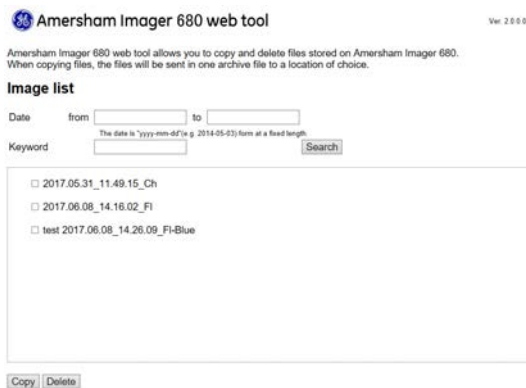 Amersham Imager 680 web tool
Ver. 2.0.0.0
Amersham Imager 680 web tool allows you to copy and delete files stored on Amersham Imager 680.
When copying files, the files will be sent in one archive file to a location of choice.
Image list
Date from to
The date is "yyyy-mm-dd"(e.g. 2014-05-03) form at a fixed length.
Keyword Search
2017.05.31_11.49.15_Ch
2017.06.08_14.16.02_Fl
test 2017.06.08_14.26.09_Fl-Blue
Copy Delete